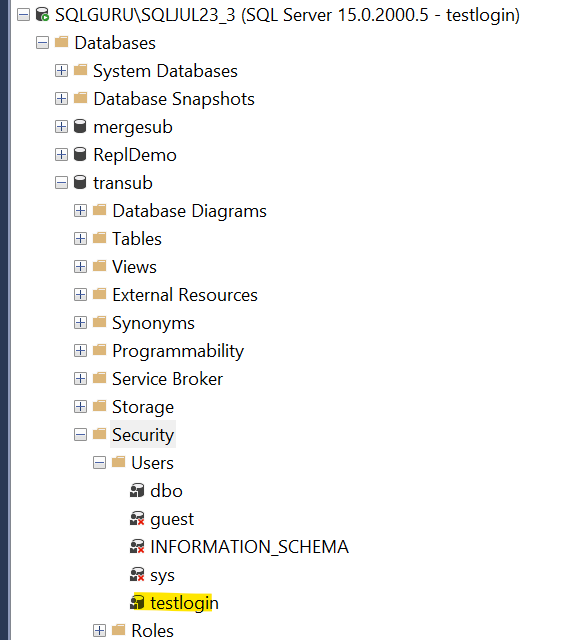 SQLGURU\SQLJUL23_3 (SQL Server 15.0.2000.5 - testlogin)
Databases
System Databases
Database Snapshots
mergesub
ReplDemo
transub
Database Diagrams
Tables
Views
External Resources
Synonyms
Programmability
Service Broker
Storage
Security
Users
dbo
guest
INFORMATION_SCHEMA
sys
testlogin
Roles